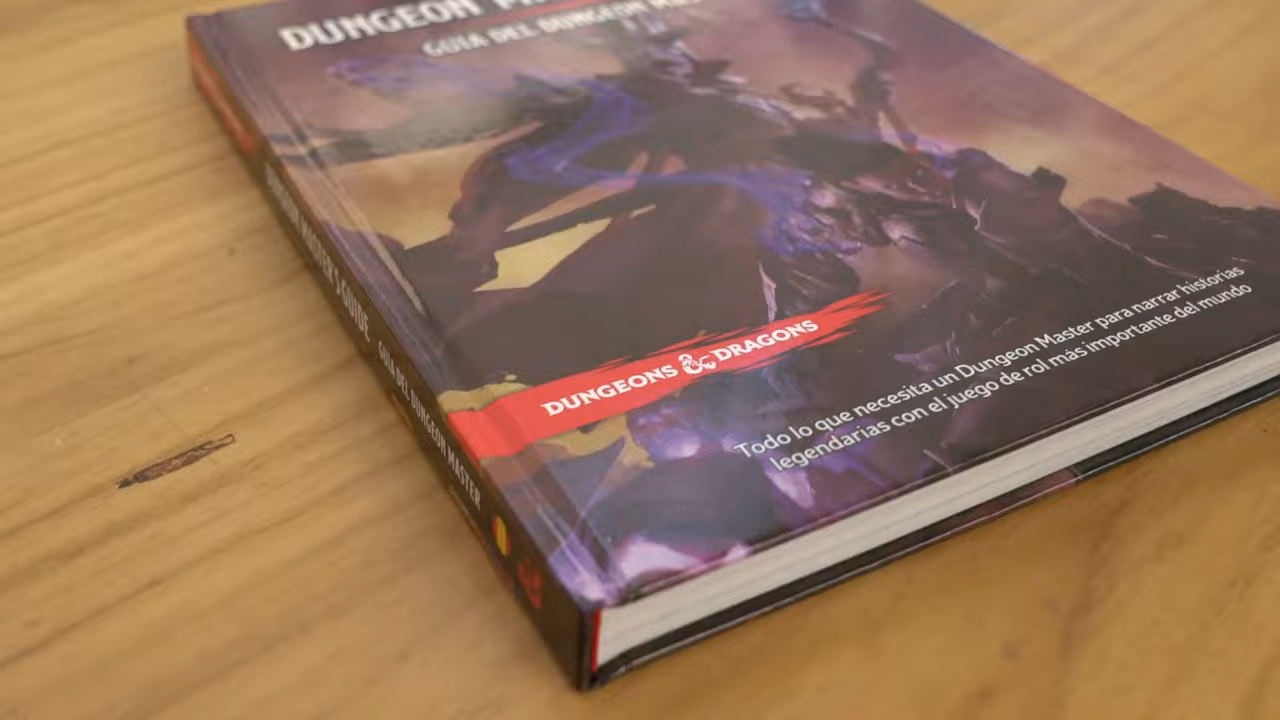 DUNGEON
GUÍA DEL DUNGEON
DUNGEONS & DRAGONS
Todo lo que necesita un Dungeon Master para narrar historias
legendarias con el juego de rol más importante del mundo
DUNGEON MASTER'S GUIDE
GUÍA DEL DUNGEON MASTER